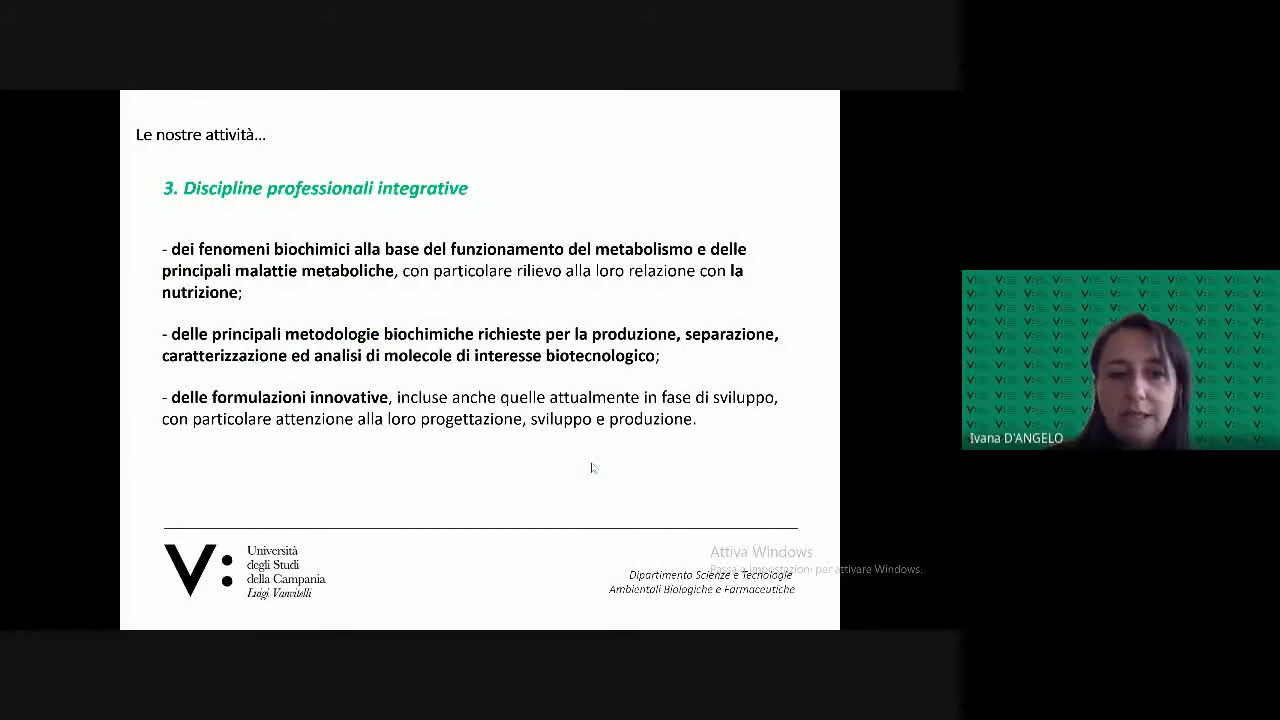 Le nostre attività...
3. Discipline professionali integrative
- dei fenomeni biochimici alla base del funzionamento del metabolismo e delle
principali malattie metaboliche, con particolare rilievo alla loro relazione con la
nutrizione;
- delle principali metodologie biochimiche richieste per la produzione, separazione,
caratterizzazione ed analisi di molecole di interesse biotecnologico;
- delle formulazioni innovative, incluse anche quelle attualmente in fase di sviluppo,
con particolare attenzione alla loro progettazione, sviluppo e produzione.
V:
Università
degli Studi
della Campania
Luigi Vanvitelli
Attiva Windows
Passa a Impostazioni per attivare Windows.
Dipartimento Scienze e Tecnologie
Ambientali Biologiche e Farmaceutiche
Ivana D'ANGELO